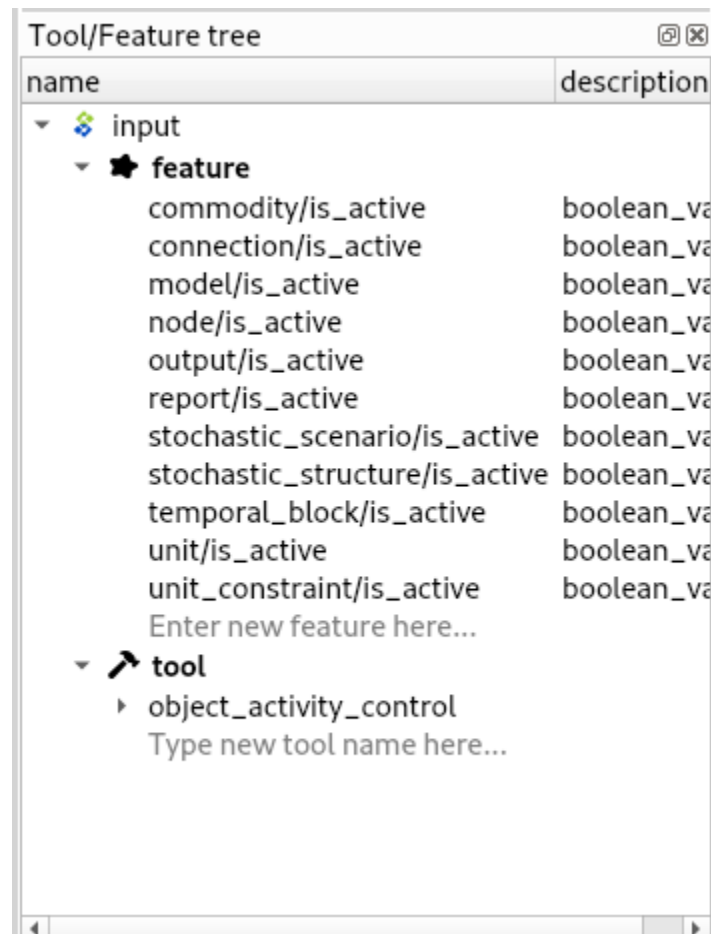 Tool/Feature tree
name description
input
feature
commodity/is_active boolean_va
connection/is_active boolean_va
model/is_active boolean_va
node/is_active boolean_va
output/is_active boolean_va
report/is_active boolean_va
stochastic_scenario/is_active boolean_va
stochastic_structure/is_active boolean_va
temporal_block/is_active boolean_va
unit/is_active boolean_va
unit_constraint/is_active boolean_va
Enter new feature here...
tool
object_activity_control
Type new tool name here...